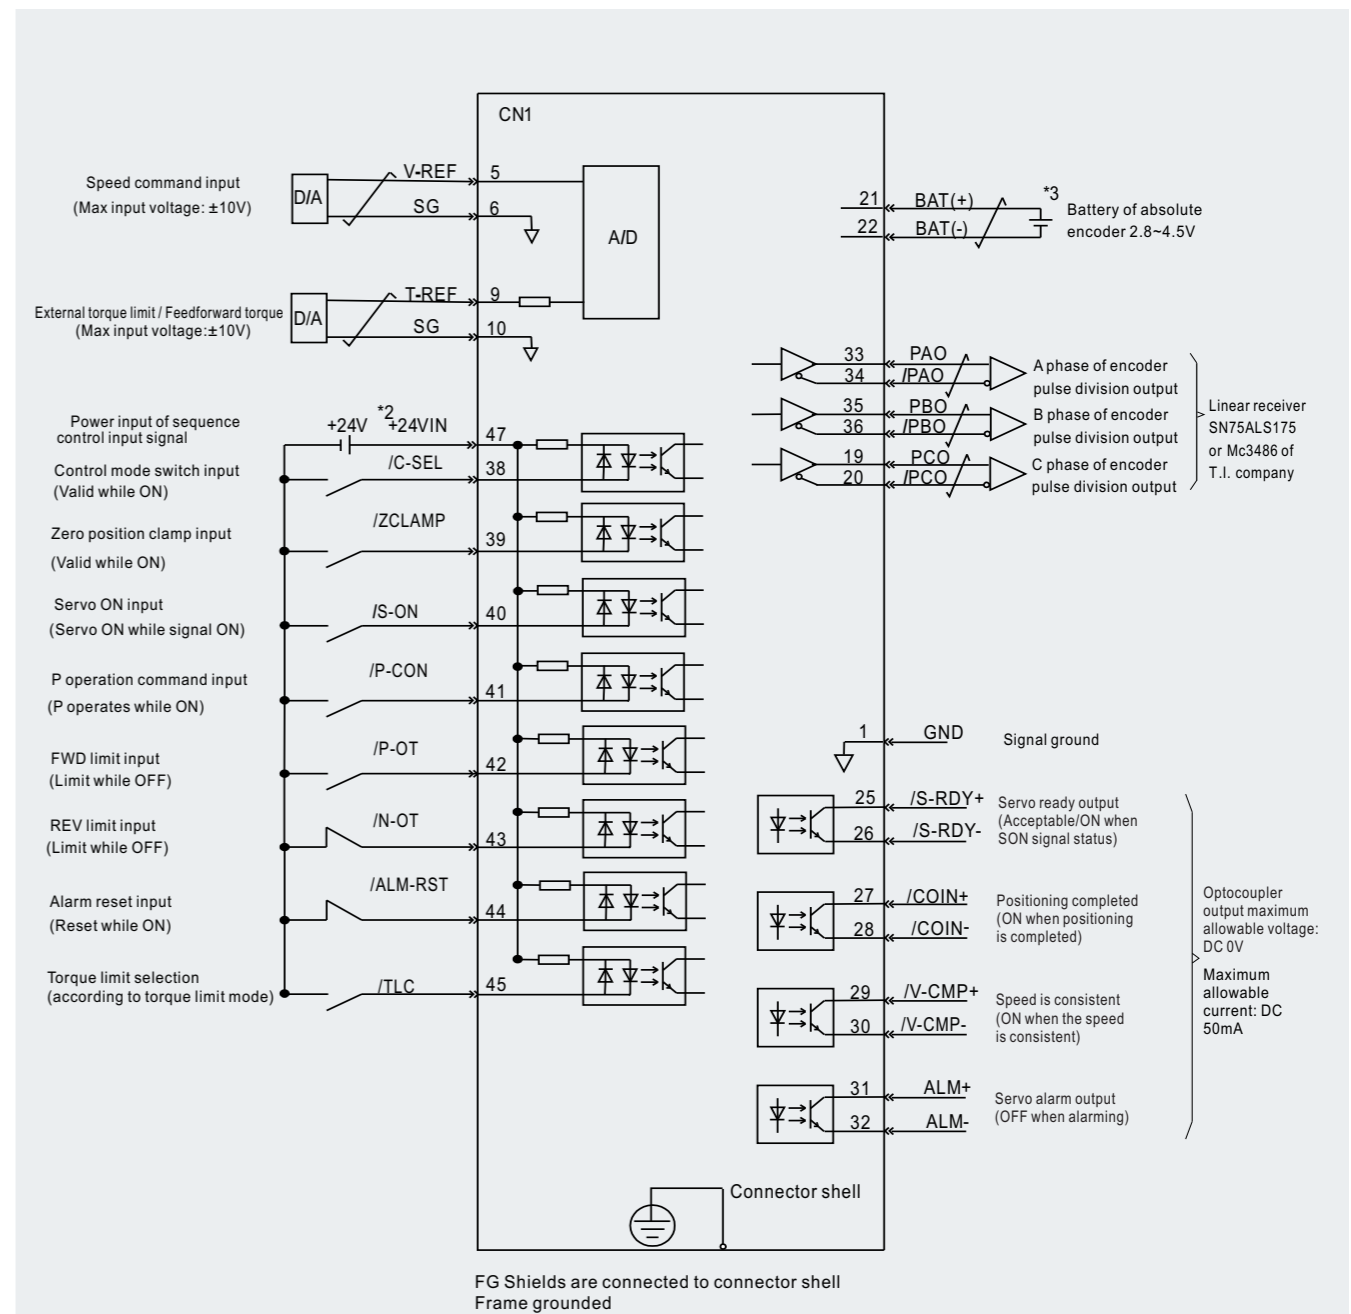 CN1
Speed command input
(Max input voltage: ±10V)
D/A
V-REF
5
SG
6
A/D
External torque limit / Feedforward torque
(Max input voltage:±10V)
D/A
T-REF
9
SG
10
Power input of sequence
control input signal
+24V
*2
+24VIN
47
Control mode switch input
(Valid while ON)
/C-SEL
38
Zero position clamp input
(Valid while ON)
/ZCLAMP
39
Servo ON input
(Servo ON while signal ON)
/S-ON
40
P operation command input
(P operates while ON)
/P-CON
41
FWD limit input
(Limit while OFF)
/P-OT
42
REV limit input
(Limit while OFF)
/N-OT
43
Alarm reset input
(Reset while ON)
/ALM-RST
44
Torque limit selection
(according to torque limit mode)
/TLC
45
21
BAT(+)
22
BAT(-)
*3
Battery of absolute
encoder 2.8~4.5V
33
PAO
34
/PAO
A phase of encoder
pulse division output
35
PBO
36
/PBO
B phase of encoder
pulse division output
19
PCO
20
/PCO
C phase of encoder
pulse division output
Linear receiver
SN75ALS175
or Mc3486 of
T.I. company
1
GND
Signal ground
25
/S-RDY+
26
/S-RDY-
Servo ready output
(Acceptable/ON when
SON signal status)
27
/COIN+
28
/COIN-
Positioning completed
(ON when positioning
is completed)
29
/V-CMP+
30
/V-CMP-
Speed is consistent
(ON when the speed
is consistent)
31
ALM+
32
ALM-
Servo alarm output
(OFF when alarming)
Optocoupler
output maximum
allowable voltage:
DC 0V
Maximum
allowable
current: DC
50mA
Connector shell
FG Shields are connected to connector shell
Frame grounded